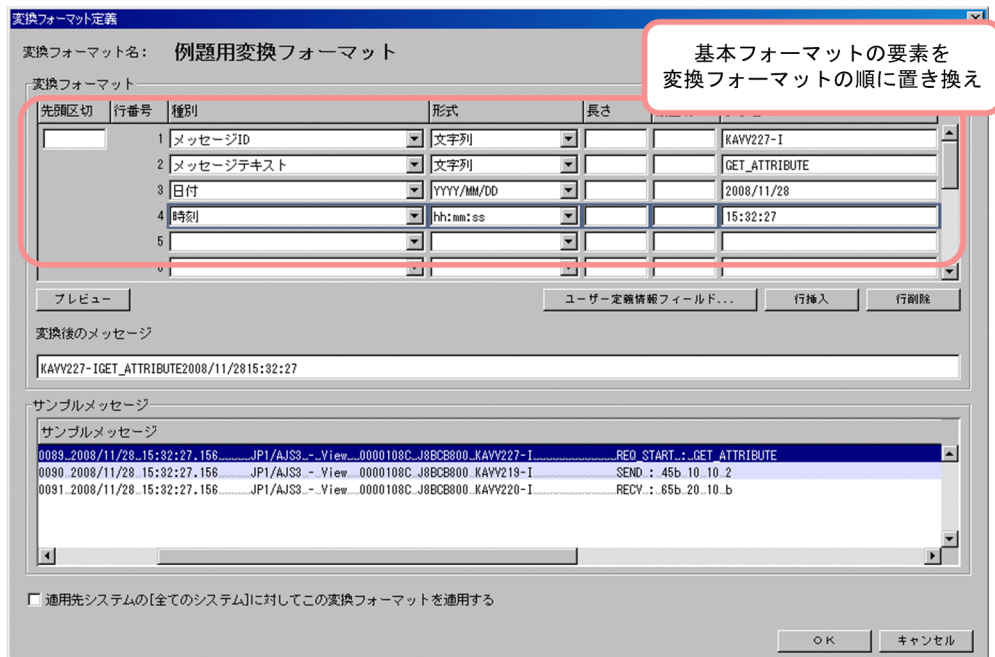 変換フォーマット定義
変換フォーマット名： 例題用変換フォーマット
基本フォーマットの要素を
変換フォーマットの順に置き換え
変換フォーマット
先頭区切 行番号 種別 形式 長さ
1 メッセージID 文字列 KAVV227-I
2 メッセージテキスト 文字列 GET_ATTRIBUTE
3 日付 YYYY/MM/DD 2008/11/28
4 時刻 hh:mm:ss 15:32:27
5
プレビュー ユーザー定義情報フィールド... 行挿入 行削除
変換後のメッセージ
KAVV227-IGET_ATTRIBUTE2008/11/2815:32:27
サンプルメッセージ
サンプルメッセージ
0089_2008/11/28_15:32:27.156______JP1/AJS3_-_View___0000108C_J8BCB800_KAVV227-I________________REQ_START_:_GET_ATTRIBUTE
0090_2008/11/28_15:32:27.156______JP1/AJS3_-_View___0000108C_J8BCB800_KAVV219-I________________SEND_:_45b_10_10_2
0091_2008/11/28_15:32:27.156______JP1/AJS3_-_View___0000108C_J8BCB800_KAVV220-I________________RECV_:_65b_20_10_b
適用先システムの[全てのシステム]に対してこの変換フォーマットを適用する
OK キャンセル